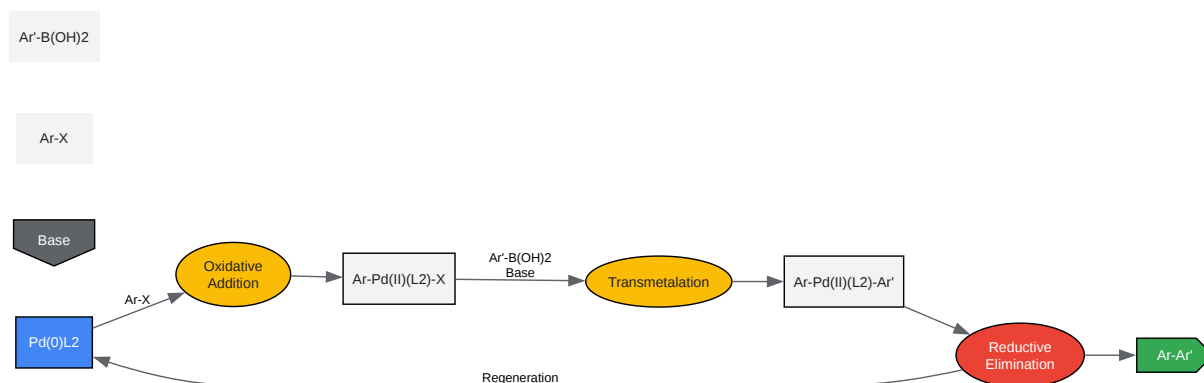 Ar'-B(OH)2
Ar-X
Base
Oxidative
Addition
Ar-X
Pd(0)L2
Ar-Pd(II)(L2)-X
Ar'-B(OH)2
Base
Transmetalation
Ar-Pd(II)(L2)-Ar'
Reductive
Elimination
Ar-Ar'
Regeneration